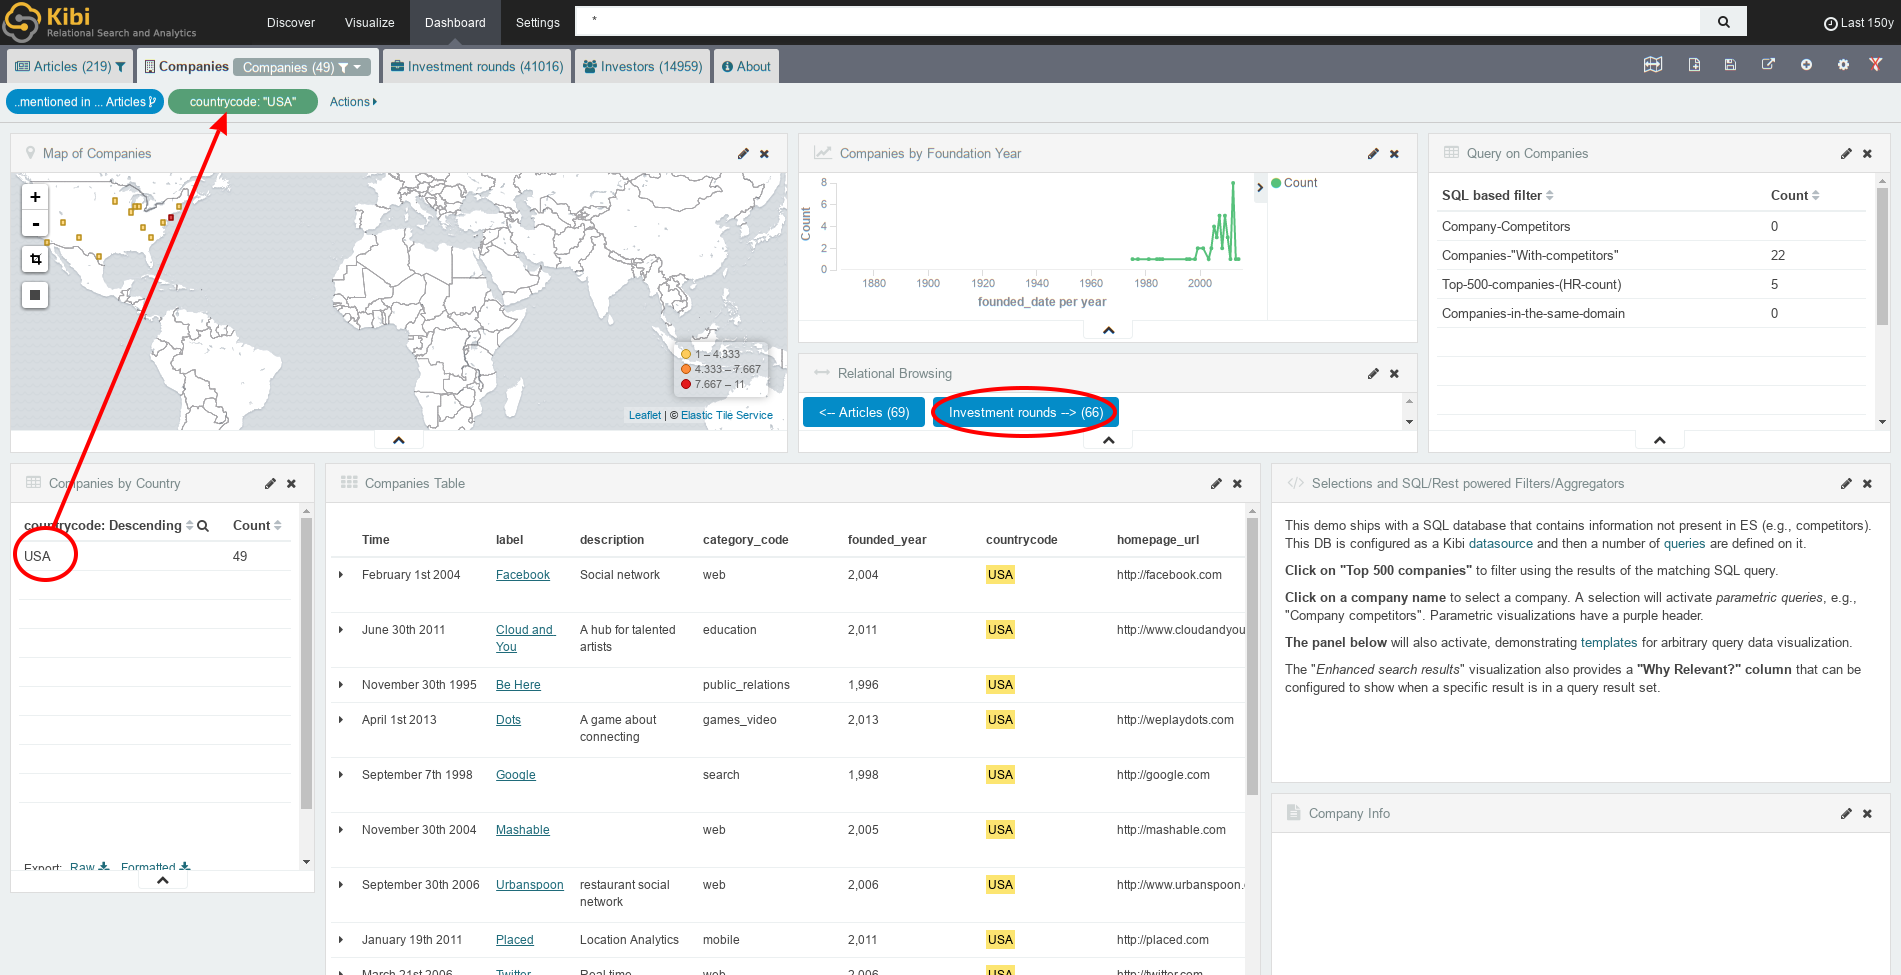 Kibi
Relational Search and Analytics
Discover Visualize Dashboard Settings * Last 150y
Articles (219) Companies Companies (49) Investment rounds (41016) Investors (14959) About
..mentioned in ... Articles countrycode: "USA" Actions
Map of Companies
+
-
1 – 4.333
4.333 – 7.667
7.667 – 11
Leaflet | © Elastic Tile Service
Companies by Foundation Year
Count
8
6
4
2
0
1880 1900 1920 1940 1960 1980 2000
founded_date per year
Count
Relational Browsing
<-- Articles (69) Investment rounds --> (66)
Query on Companies
SQL based filter Count
Company-Competitors 0
Companies-"With-competitors" 22
Top-500-companies-(HR-count) 5
Companies-in-the-same-domain 0
Companies by Country
countrycode: Descending Count
USA 49
Export: Raw Formatted
Companies Table
Time label description category_code founded_year countrycode homepage_url
February 1st 2004 Facebook Social network web 2,004 USA http://facebook.com
June 30th 2011 Cloud and You A hub for talented artists education 2,011 USA http://www.cloudandyou
November 30th 1995 Be Here public_relations 1,996 USA
April 1st 2013 Dots A game about connecting games_video 2,013 USA http://weplaydots.com
September 7th 1998 Google search 1,998 USA http://google.com
November 30th 2004 Mashable web 2,005 USA http://mashable.com
September 30th 2006 Urbanspoon restaurant social network web 2,006 USA http://www.urbanspoon.
January 19th 2011 Placed Location Analytics mobile 2,011 USA http://placed.com
March 21st 2006 Twitter Real time web 2,006 USA http://twitter.com
Selections and SQL/Rest powered Filters/Aggregators
This demo ships with a SQL database that contains information not present in ES (e.g., competitors).
This DB is configured as a Kibi datasource and then a number of queries are defined on it.
Click on "Top 500 companies" to filter using the results of the matching SQL query.
Click on a company name to select a company. A selection will activate parametric queries, e.g.,
"Company competitors". Parametric visualizations have a purple header.
The panel below will also activate, demonstrating templates for arbitrary query data visualization.
The "Enhanced search results" visualization also provides a "Why Relevant?" column that can be
configured to show when a specific result is in a query result set.
Company Info